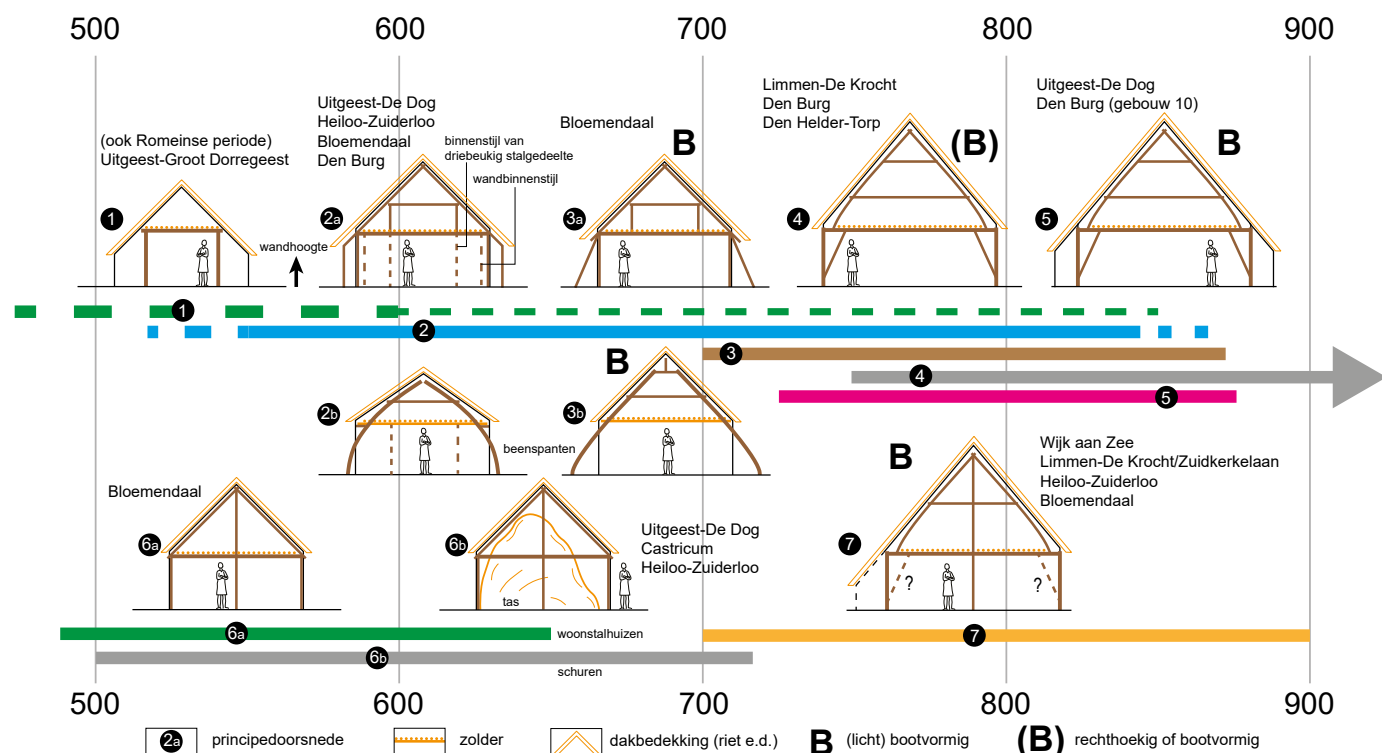 500 600 700 800 900
(ook Romeinse periode)
Uitgeest-Groot Dorregeest
1
wandhoogte
Uitgeest-De Dog
Heiloo-Zuiderloo
Bloemendaal
Den Burg
2a
binnenstijl van
driebeukig stalgedeelte
wandbinnenstijl
Bloemendaal
B
3a
Limmen-De Krocht
Den Burg
Den Helder-Torp
(B)
4
Uitgeest-De Dog
Den Burg (gebouw 10)
B
5
1
2
3
4
5
2b
beenspanten
B
3b
Bloemendaal
6a
6b
tas
Uitgeest-De Dog
Castricum
Heiloo-Zuiderloo
B
7
? ?
Wijk aan Zee
Limmen-De Krocht/Zuidkerkelaan
Heiloo-Zuiderloo
Bloemendaal
6a woonstalhuizen
7
6b schuren
500 600 700 800 900
2a principedoorsnede zolder dakbedekking (riet e.d.) B (licht) bootvormig (B) rechthoekig of bootvormig